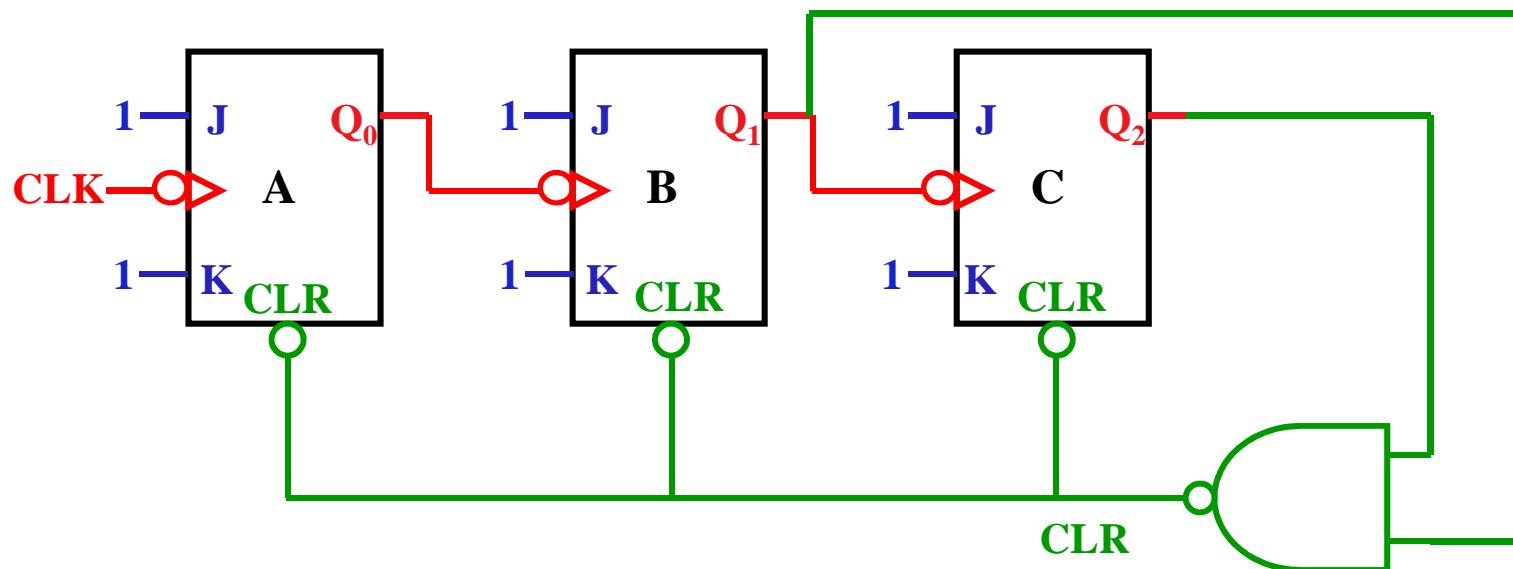 1 J Q0 1 J Q1 1 J Q2
CLK A B C
1 K 1 K 1 K
CLR CLR CLR
CLR